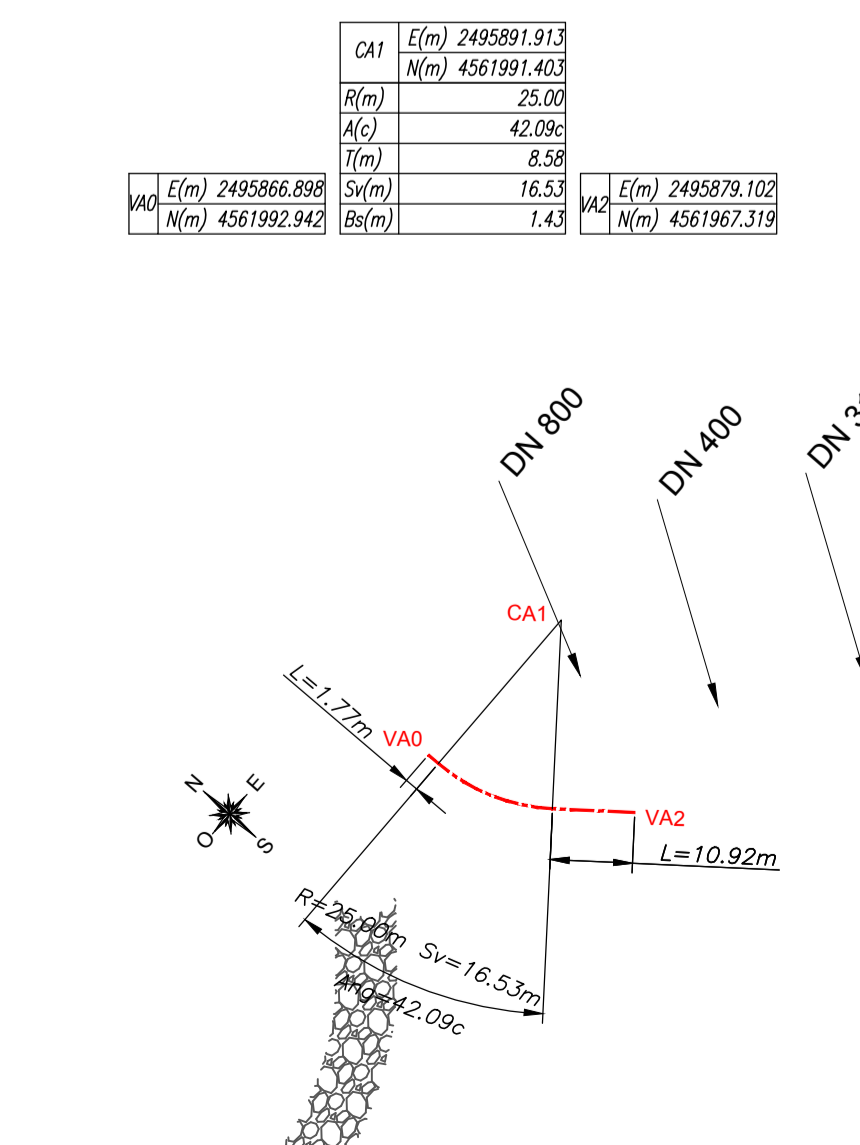 CA1
E(m) 2495891.913
N(m) 4561991.403
R(m) 25.00
A(c) 42.09c
T(m) 8.58
Sv(m) 16.53
Bs(m) 1.43
VA0
E(m) 2495866.898
N(m) 4561992.942
VA2
E(m) 2495879.102
N(m) 4561967.319
DN 800
DN 400
DN
CA1
L=1.77m
VA0
VA2
L=10.92m
N
E
O
S
R=25.00m
Sv=16.53m
Ang=42.09c